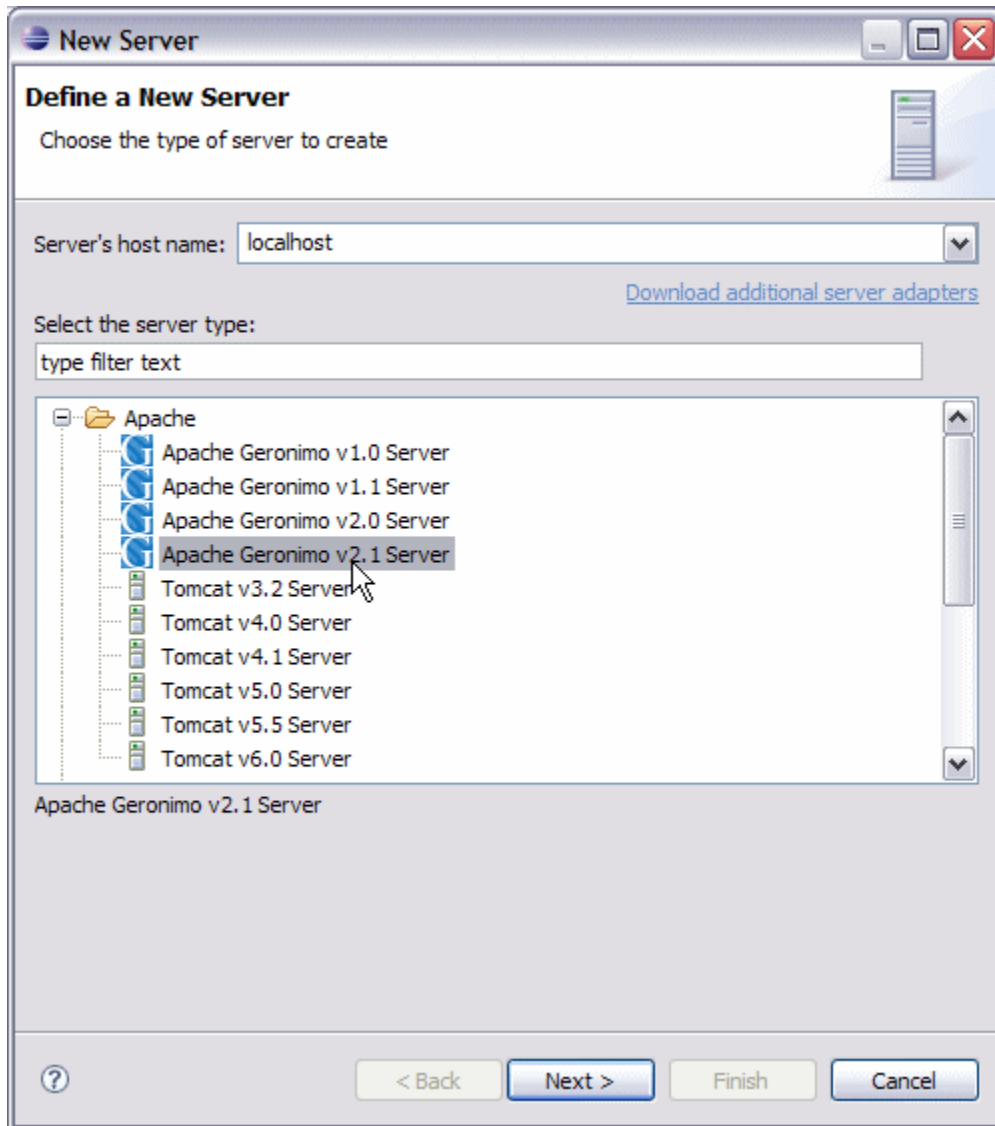 New Server
Define a New Server
Choose the type of server to create
Server's host name: localhost
Download additional server adapters
Select the server type:
type filter text
Apache
Apache Geronimo v1.0 Server
Apache Geronimo v1.1 Server
Apache Geronimo v2.0 Server
Apache Geronimo v2.1 Server
Tomcat v3.2 Server
Tomcat v4.0 Server
Tomcat v4.1 Server
Tomcat v5.0 Server
Tomcat v5.5 Server
Tomcat v6.0 Server
Apache Geronimo v2.1 Server
? < Back Next > Finish Cancel